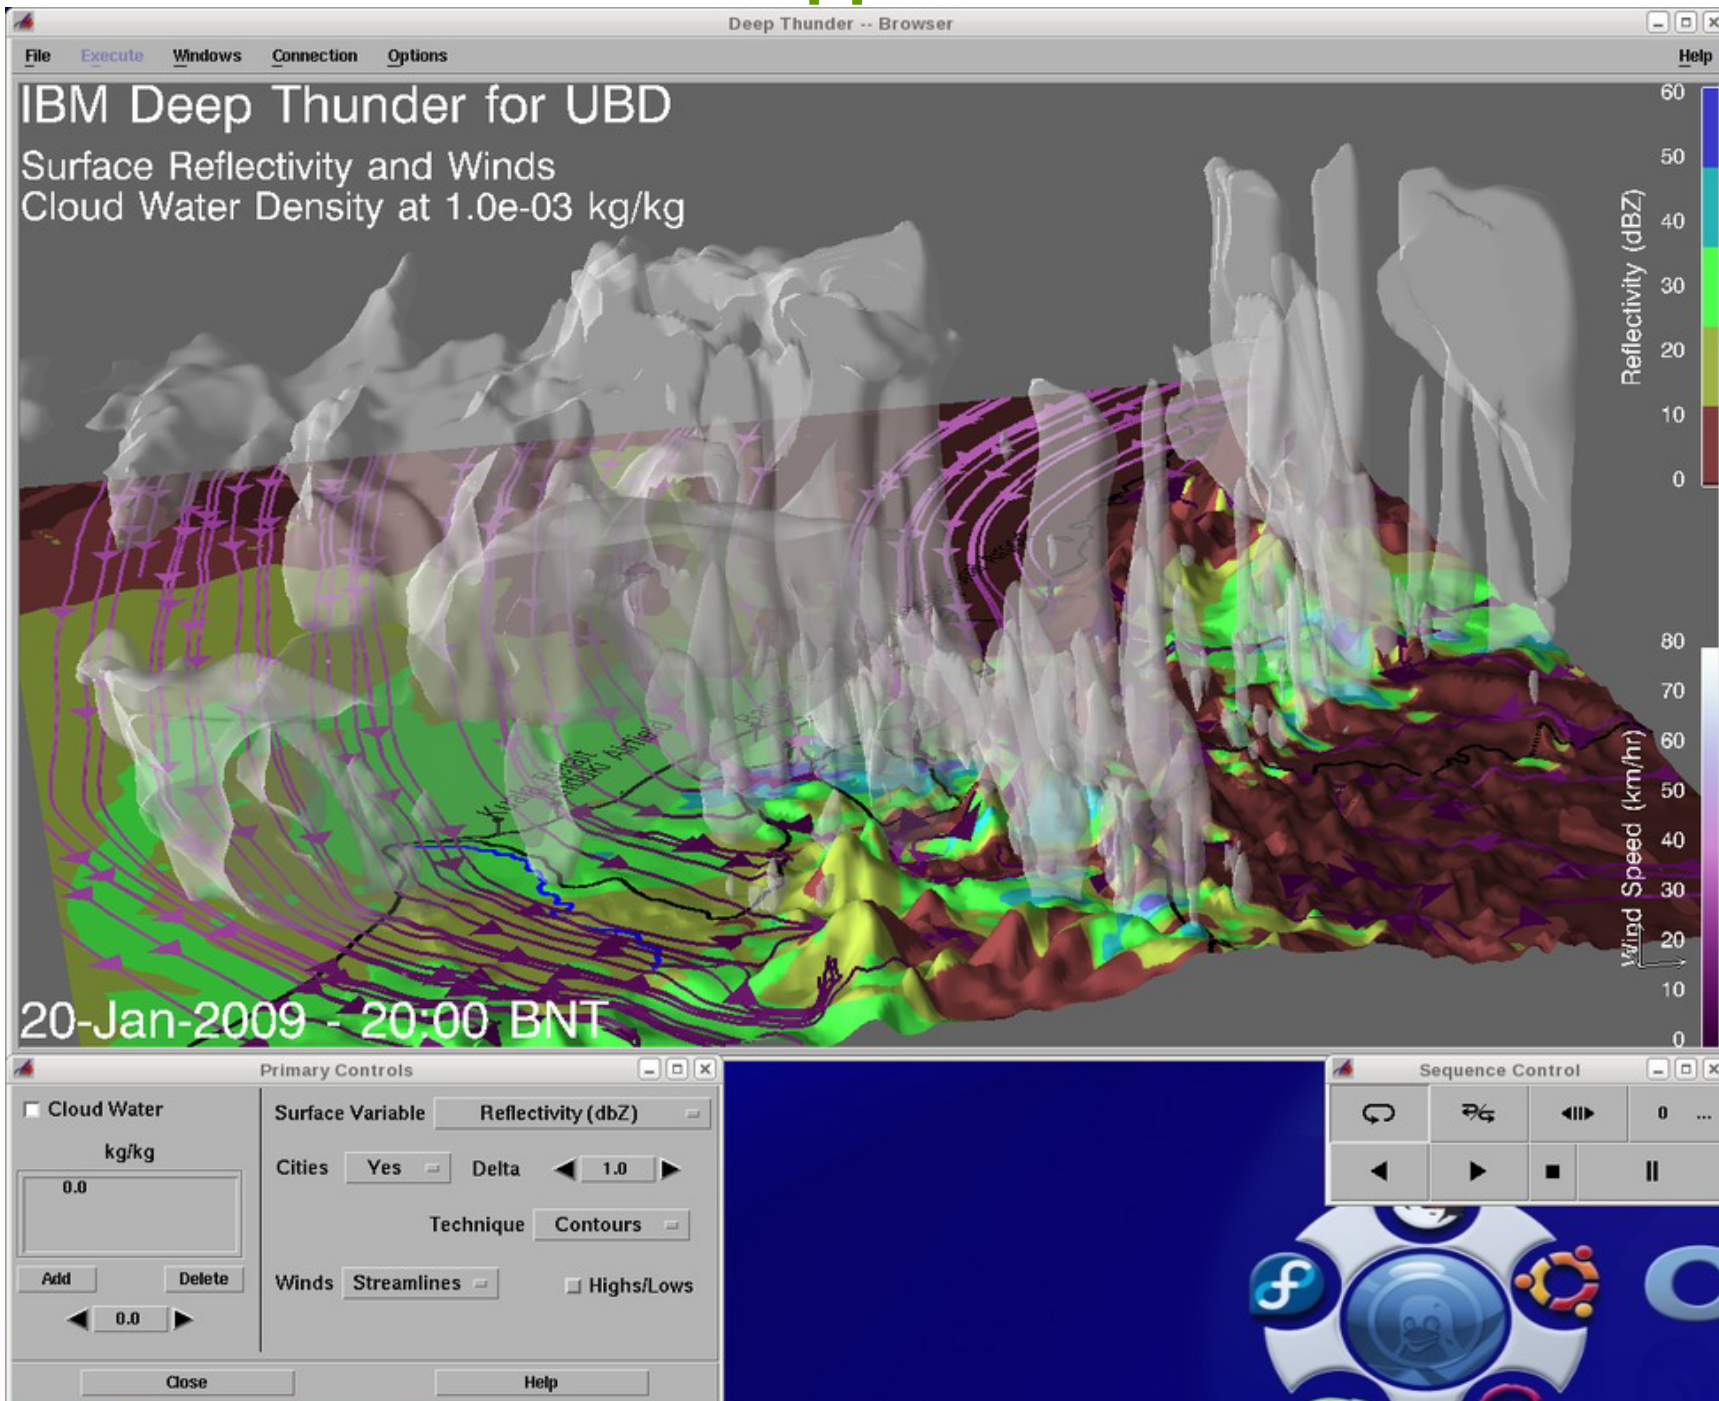 Deep Thunder -- Browser
File Execute Windows Connection Options Help
IBM Deep Thunder for UBD
Surface Reflectivity and Winds
Cloud Water Density at 1.0e-03 kg/kg
60
50
40
30
20
10
0
Reflectivity (dBZ)
80
70
60
50
40
30
20
10
0
Wind Speed (km/hr)
Airfield
20-Jan-2009 - 20:00 BNT
Primary Controls
Cloud Water
kg/kg
0.0
Add Delete
0.0
Surface Variable Reflectivity (dbZ)
Cities Yes Delta 1.0
Technique Contours
Winds Streamlines Highs/Lows
Close Help
Sequence Control
0 ...